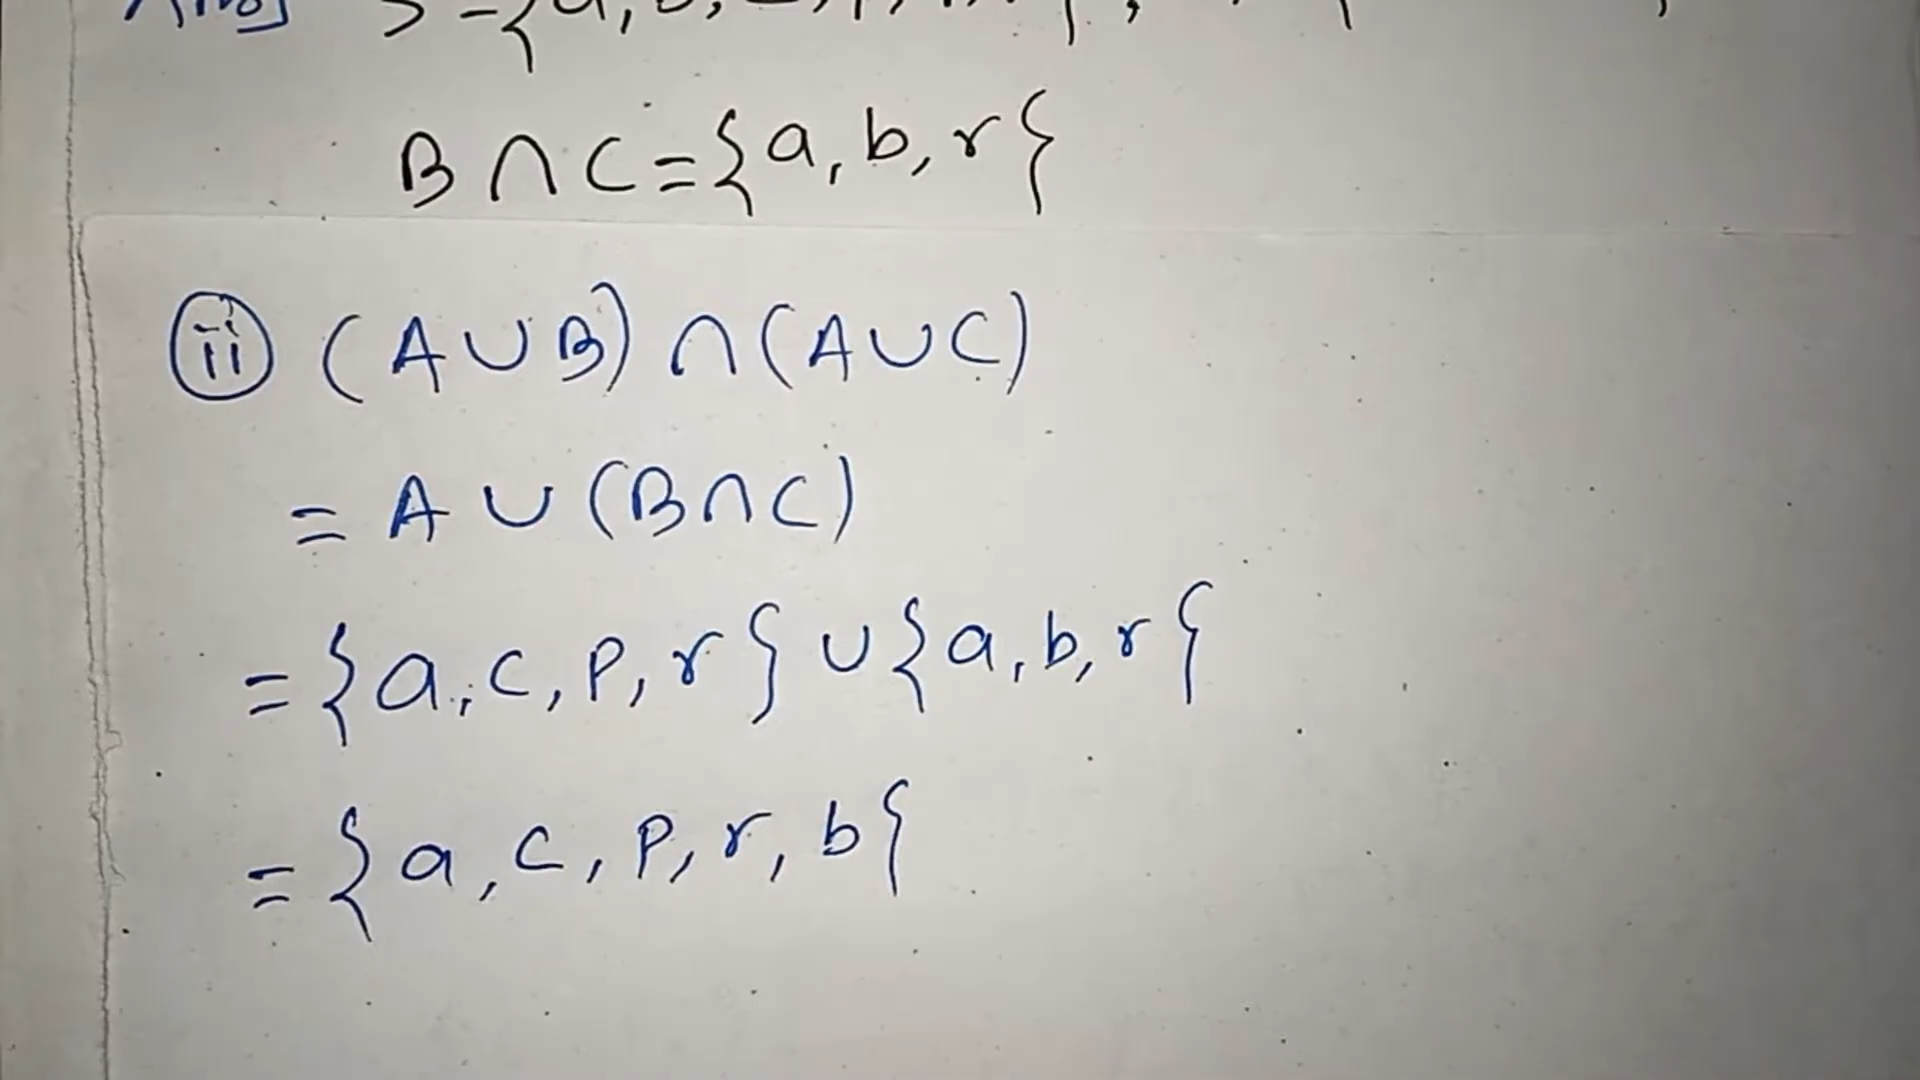 B∩C={a,b,r}
(ii) (A∪B)∩(A∪C)
= A∪(B∩C)
={a,c,p,r}∪{a,b,r}
={a,c,p,r,b}